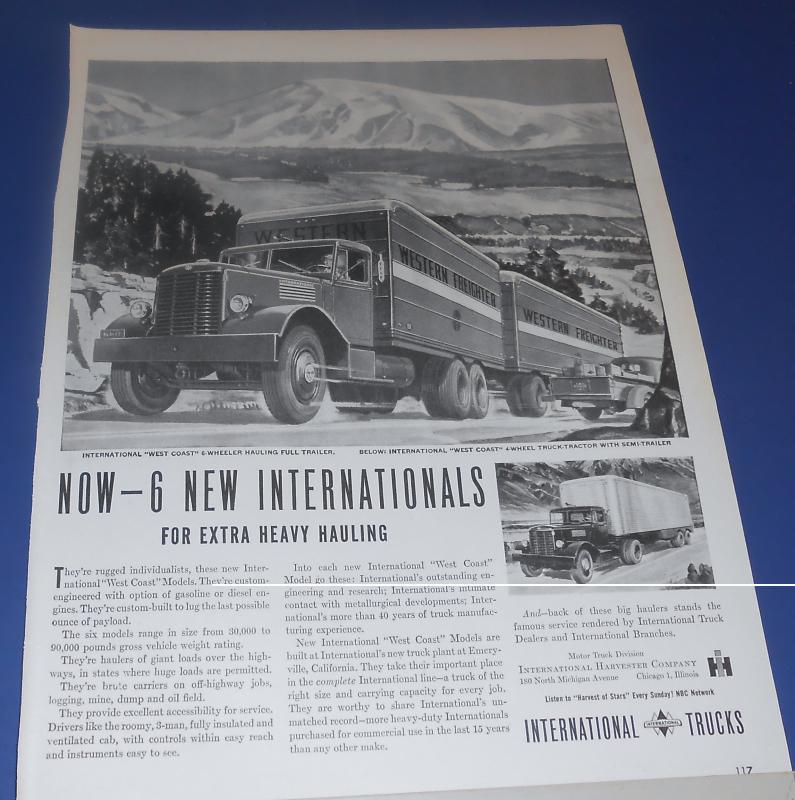 WESTERN
WESTERN FREIGHTER
WESTERN FREIGHTER
INTERNATIONAL
INTERNATIONAL "WEST COAST" 6-WHEELER HAULING FULL TRAILER. BELOW: INTERNATIONAL "WEST COAST" 4-WHEEL TRUCK-TRACTOR WITH SEMI-TRAILER
NOW—6 NEW INTERNATIONALS
FOR EXTRA HEAVY HAULING
They're rugged individualists, these new Inter-
national "West Coast" Models. They're custom-
engineered with option of gasoline or diesel en-
gines. They're custom-built to lug the last possible
ounce of payload.
The six models range in size from 30,000 to
90,000 pounds gross vehicle weight rating.
They're haulers of giant loads over the high-
ways, in states where huge loads are permitted.
They're brute carriers on off-highway jobs,
logging, mine, dump and oil field.
They provide excellent accessibility for service.
Drivers like the roomy, 3-man, fully insulated and
ventilated cab, with controls within easy reach
and instruments easy to see.
Into each new International "West Coast"
Model go these: International's outstanding en-
gineering and research; International's intimate
contact with metallurgical developments; Inter-
national's more than 40 years of truck manufac-
turing experience.
New International "West Coast" Models are
built at International's new truck plant at Emery-
ville, California. They take their important place
in the complete International line—a truck of the
right size and carrying capacity for every job.
They are worthy to share International's un-
matched record—more heavy-duty Internationals
purchased for commercial use in the last 15 years
than any other make.
And—back of these big haulers stands the
famous service rendered by International Truck
Dealers and International Branches.
Motor Truck Division
INTERNATIONAL HARVESTER COMPANY
180 North Michigan Avenue Chicago 1, Illinois
Listen to "Harvest of Stars" Every Sunday! NBC Network
INTERNATIONAL INTERNATIONAL TRUCKS
117